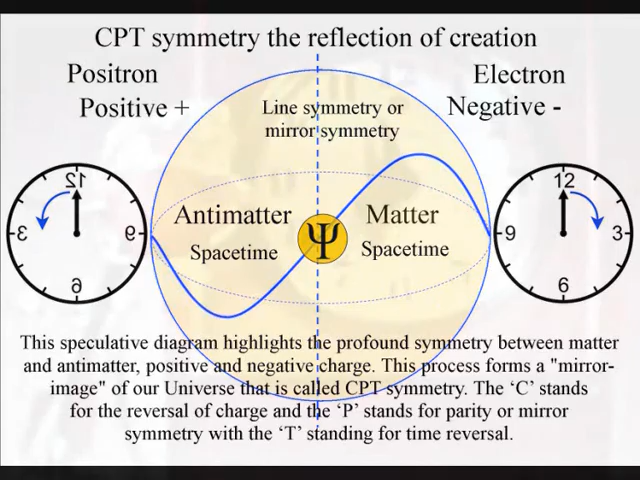 CPT symmetry the reflection of creation
Positron
Positive +
Electron
Negative -
Line symmetry or
mirror symmetry
12
3
9
6
Antimatter
Spacetime
Ψ
Matter
Spacetime
12
9
3
6
This speculative diagram highlights the profound symmetry between matter
and antimatter, positive and negative charge. This process forms a "mirror-
image" of our Universe that is called CPT symmetry. The ‘C’ stands
for the reversal of charge and the ‘P’ stands for parity or mirror
symmetry with the ‘T’ standing for time reversal.